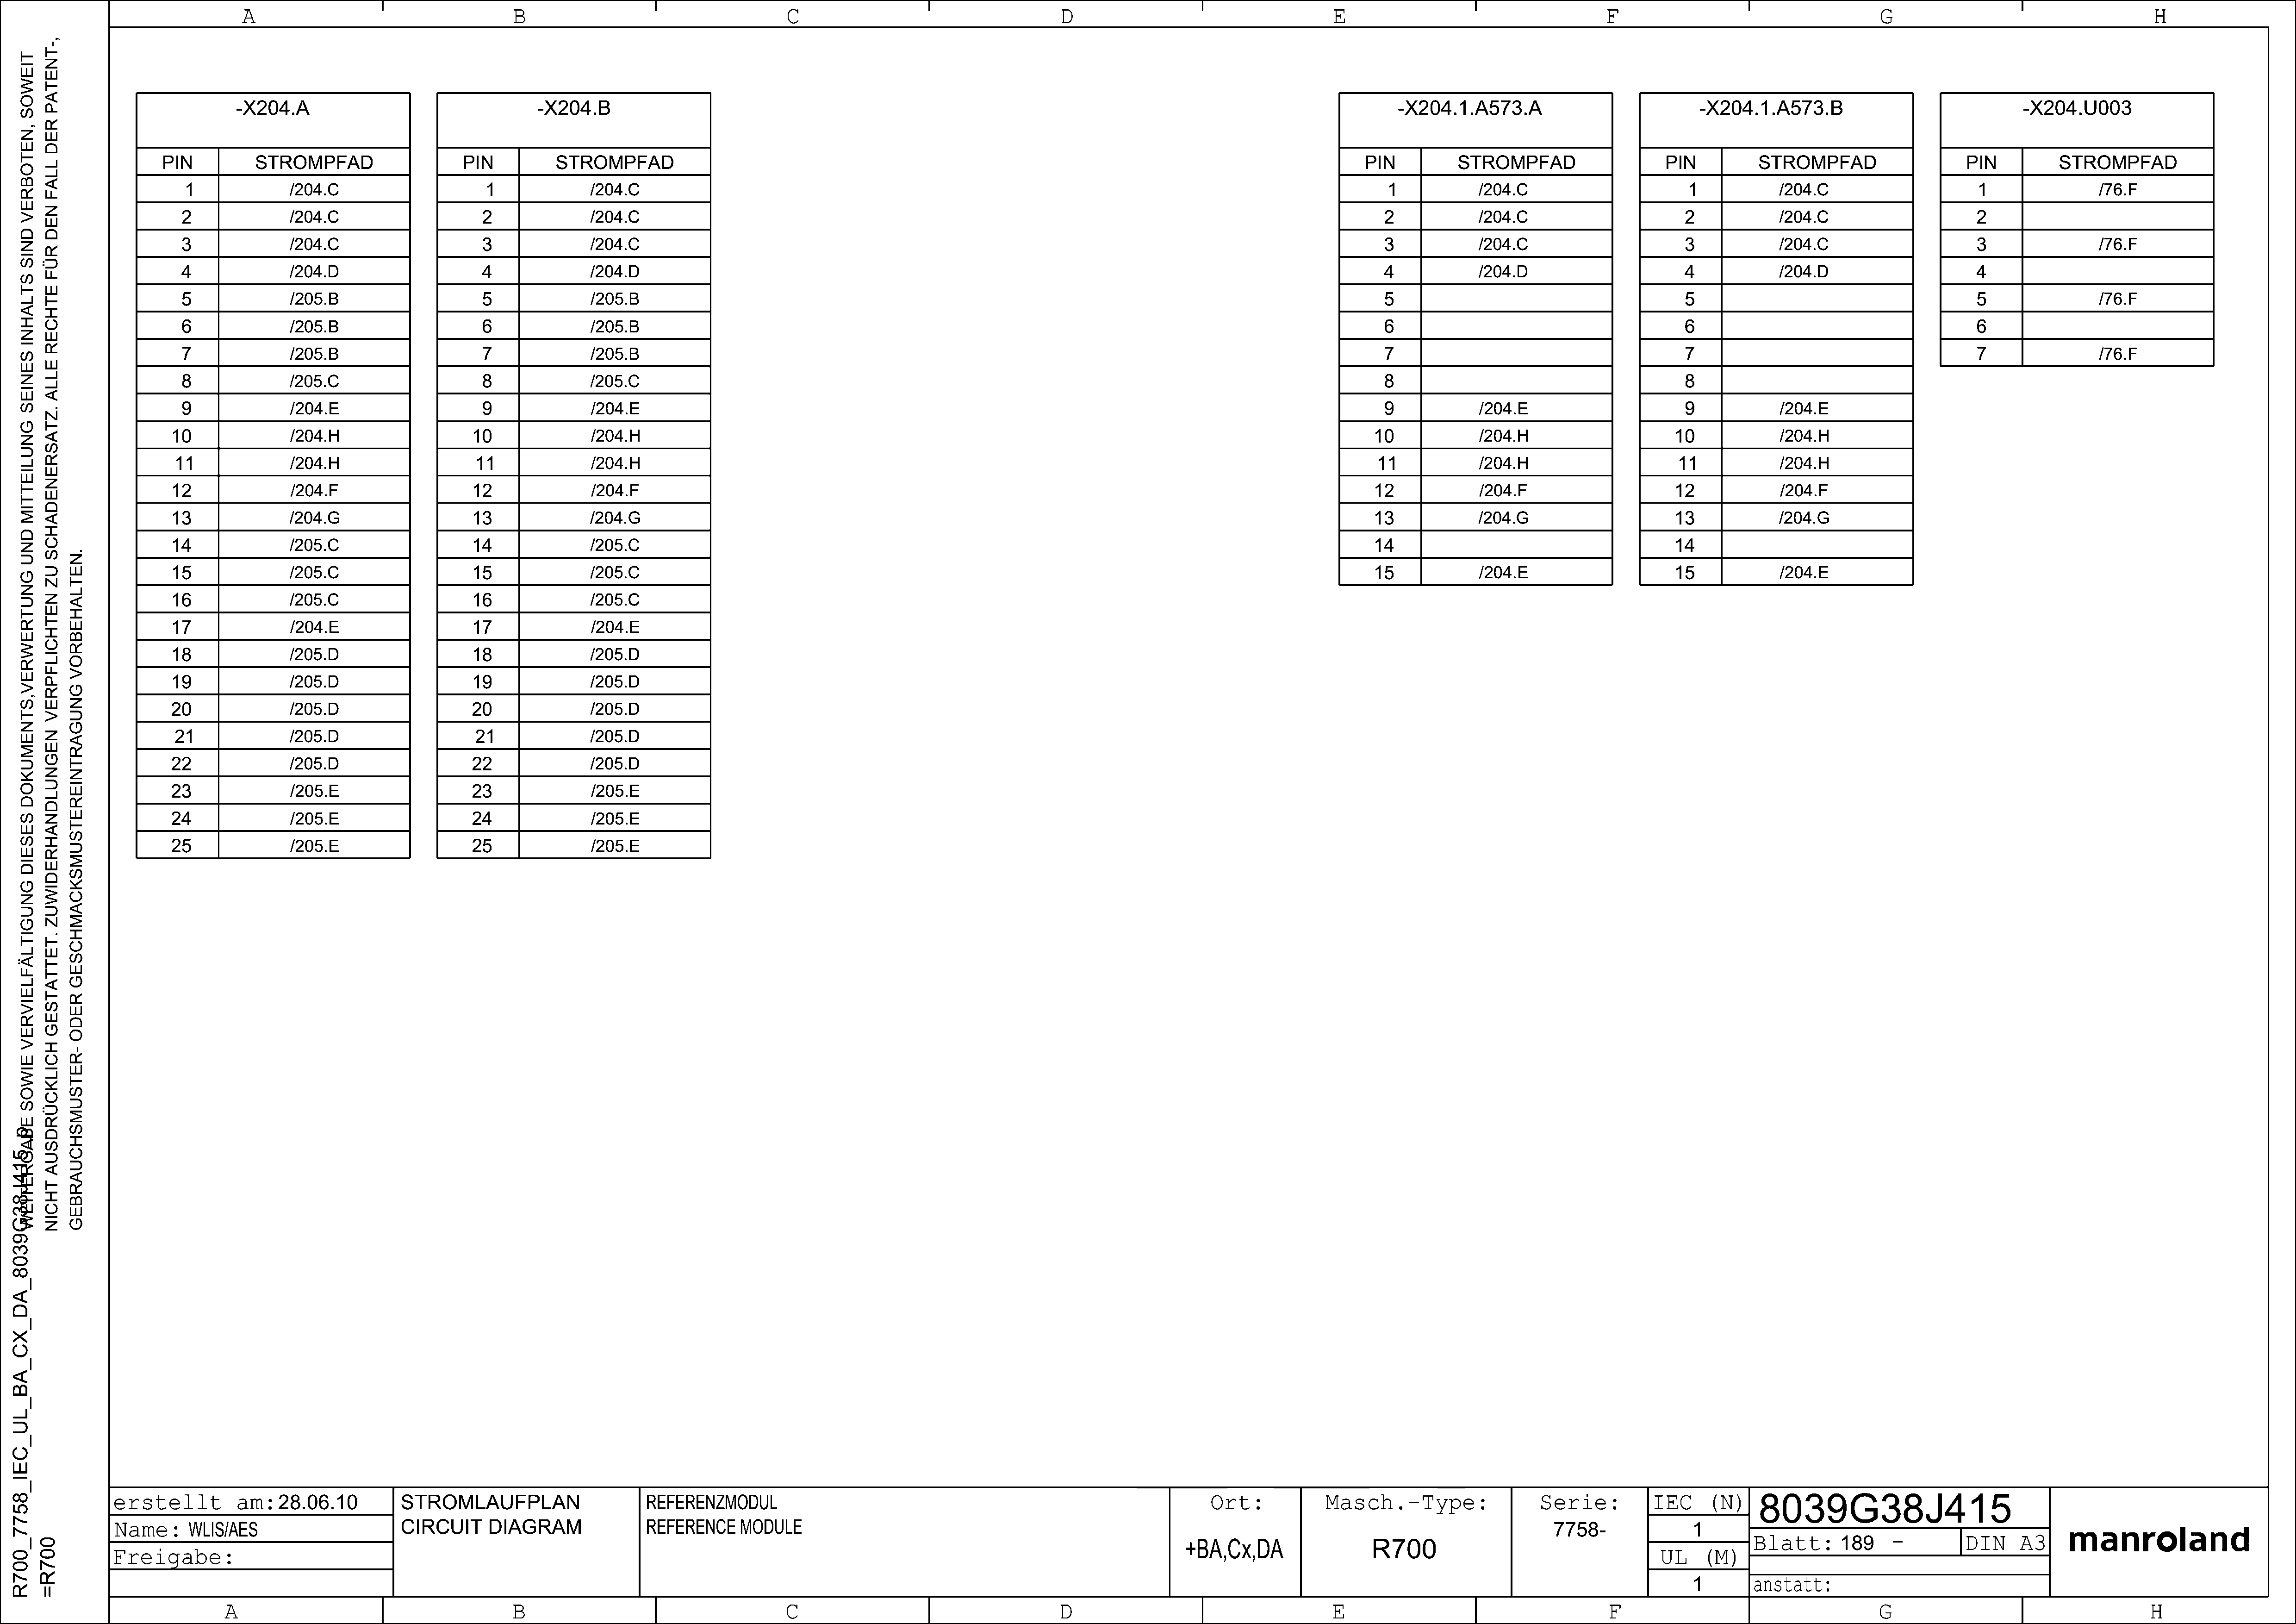 A B C D E F G H
WEITERGABE SOWIE VERVIELFÄLTIGUNG DIESES DOKUMENTS,VERWERTUNG UND MITTEILUNG SEINES INHALTS SIND VERBOTEN, SOWEIT
NICHT AUSDRÜCKLICH GESTATTET. ZUWIDERHANDLUNGEN VERPFLICHTEN ZU SCHADENERSATZ. ALLE RECHTE FÜR DEN FALL DER PATENT-,
GEBRAUCHSMUSTER- ODER GESCHMACKSMUSTEREINTRAGUNG VORBEHALTEN.
R700_7758_IEC_UL_BA_CX_DA_8039G38J415_D
=R700
-X204.A
PIN STROMPFAD
1 /204.C
2 /204.C
3 /204.C
4 /204.D
5 /205.B
6 /205.B
7 /205.B
8 /205.C
9 /204.E
10 /204.H
11 /204.H
12 /204.F
13 /204.G
14 /205.C
15 /205.C
16 /205.C
17 /204.E
18 /205.D
19 /205.D
20 /205.D
21 /205.D
22 /205.D
23 /205.E
24 /205.E
25 /205.E
-X204.B
PIN STROMPFAD
1 /204.C
2 /204.C
3 /204.C
4 /204.D
5 /205.B
6 /205.B
7 /205.B
8 /205.C
9 /204.E
10 /204.H
11 /204.H
12 /204.F
13 /204.G
14 /205.C
15 /205.C
16 /205.C
17 /204.E
18 /205.D
19 /205.D
20 /205.D
21 /205.D
22 /205.D
23 /205.E
24 /205.E
25 /205.E
-X204.1.A573.A
PIN STROMPFAD
1 /204.C
2 /204.C
3 /204.C
4 /204.D
5
6
7
8
9 /204.E
10 /204.H
11 /204.H
12 /204.F
13 /204.G
14
15 /204.E
-X204.1.A573.B
PIN STROMPFAD
1 /204.C
2 /204.C
3 /204.C
4 /204.D
5
6
7
8
9 /204.E
10 /204.H
11 /204.H
12 /204.F
13 /204.G
14
15 /204.E
-X204.U003
PIN STROMPFAD
1 /76.F
2
3 /76.F
4
5 /76.F
6
7 /76.F
erstellt am: 28.06.10
Name: WLIS/AES
Freigabe:
STROMLAUFPLAN
CIRCUIT DIAGRAM
REFERENZMODUL
REFERENCE MODULE
Ort:
+BA,Cx,DA
Masch.-Type:
R700
Serie:
7758-
IEC (N)
1
UL (M)
1
8039G38J415
Blatt: 189 -
DIN A3
anstatt:
manroland
A B C D E F G H